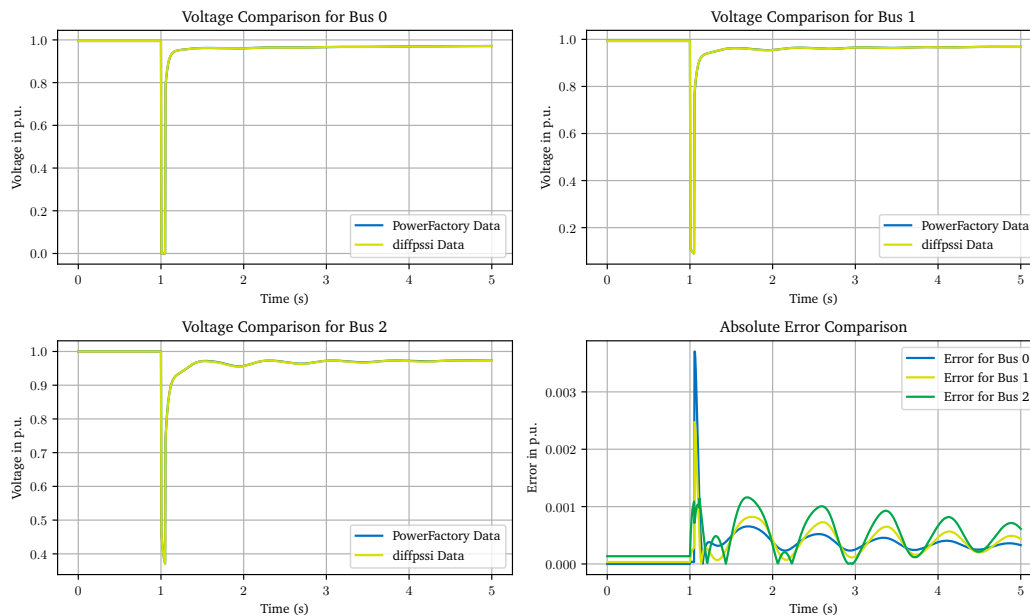 Voltage Comparison for Bus 0
1.0
0.8
0.6
0.4
0.2
0.0
Voltage in p.u.
PowerFactory Data
diffpssi Data
0 1 2 3 4 5
Time (s)
Voltage Comparison for Bus 1
1.0
0.8
0.6
0.4
0.2
Voltage in p.u.
PowerFactory Data
diffpssi Data
0 1 2 3 4 5
Time (s)
Voltage Comparison for Bus 2
1.0
0.9
0.8
0.7
0.6
0.5
0.4
Voltage in p.u.
PowerFactory Data
diffpssi Data
0 1 2 3 4 5
Time (s)
Absolute Error Comparison
0.003
0.002
0.001
0.000
Error in p.u.
Error for Bus 0
Error for Bus 1
Error for Bus 2
0 1 2 3 4 5
Time (s)